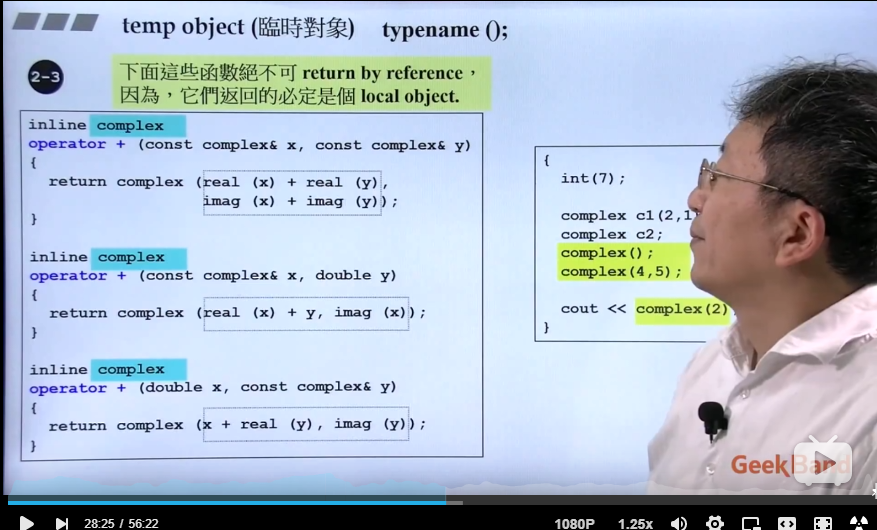 temp object (臨時對象) typename ();
2-3
下面這些函數絕不可 return by reference，
因為，它們返回的必定是個 local object.
inline complex
operator + (const complex& x, const complex& y)
{
return complex (real (x) + real (y),
imag (x) + imag (y));
}
inline complex
operator + (const complex& x, double y)
{
return complex (real (x) + y, imag (x));
}
inline complex
operator + (double x, const complex& y)
{
return complex (x + real (y), imag (y));
}
{
int(7);
complex c1(2,1
complex c2;
complex();
complex(4,5);
cout << complex(2)
}
GeekBand
28:25 / 56:22
1080P 1.25x